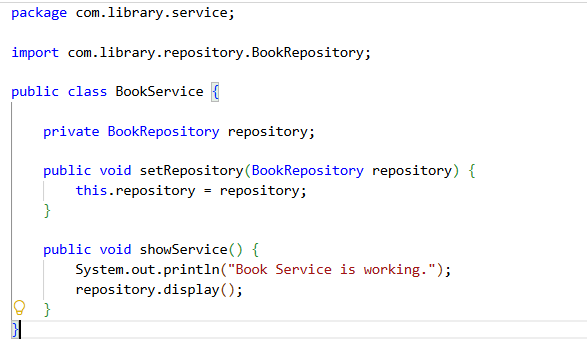 package com.library.service;
import com.library.repository.BookRepository;
public class BookService {
private BookRepository repository;
public void setRepository(BookRepository repository) {
this.repository = repository;
}
public void showService() {
System.out.println("Book Service is working.");
repository.display();
}
}